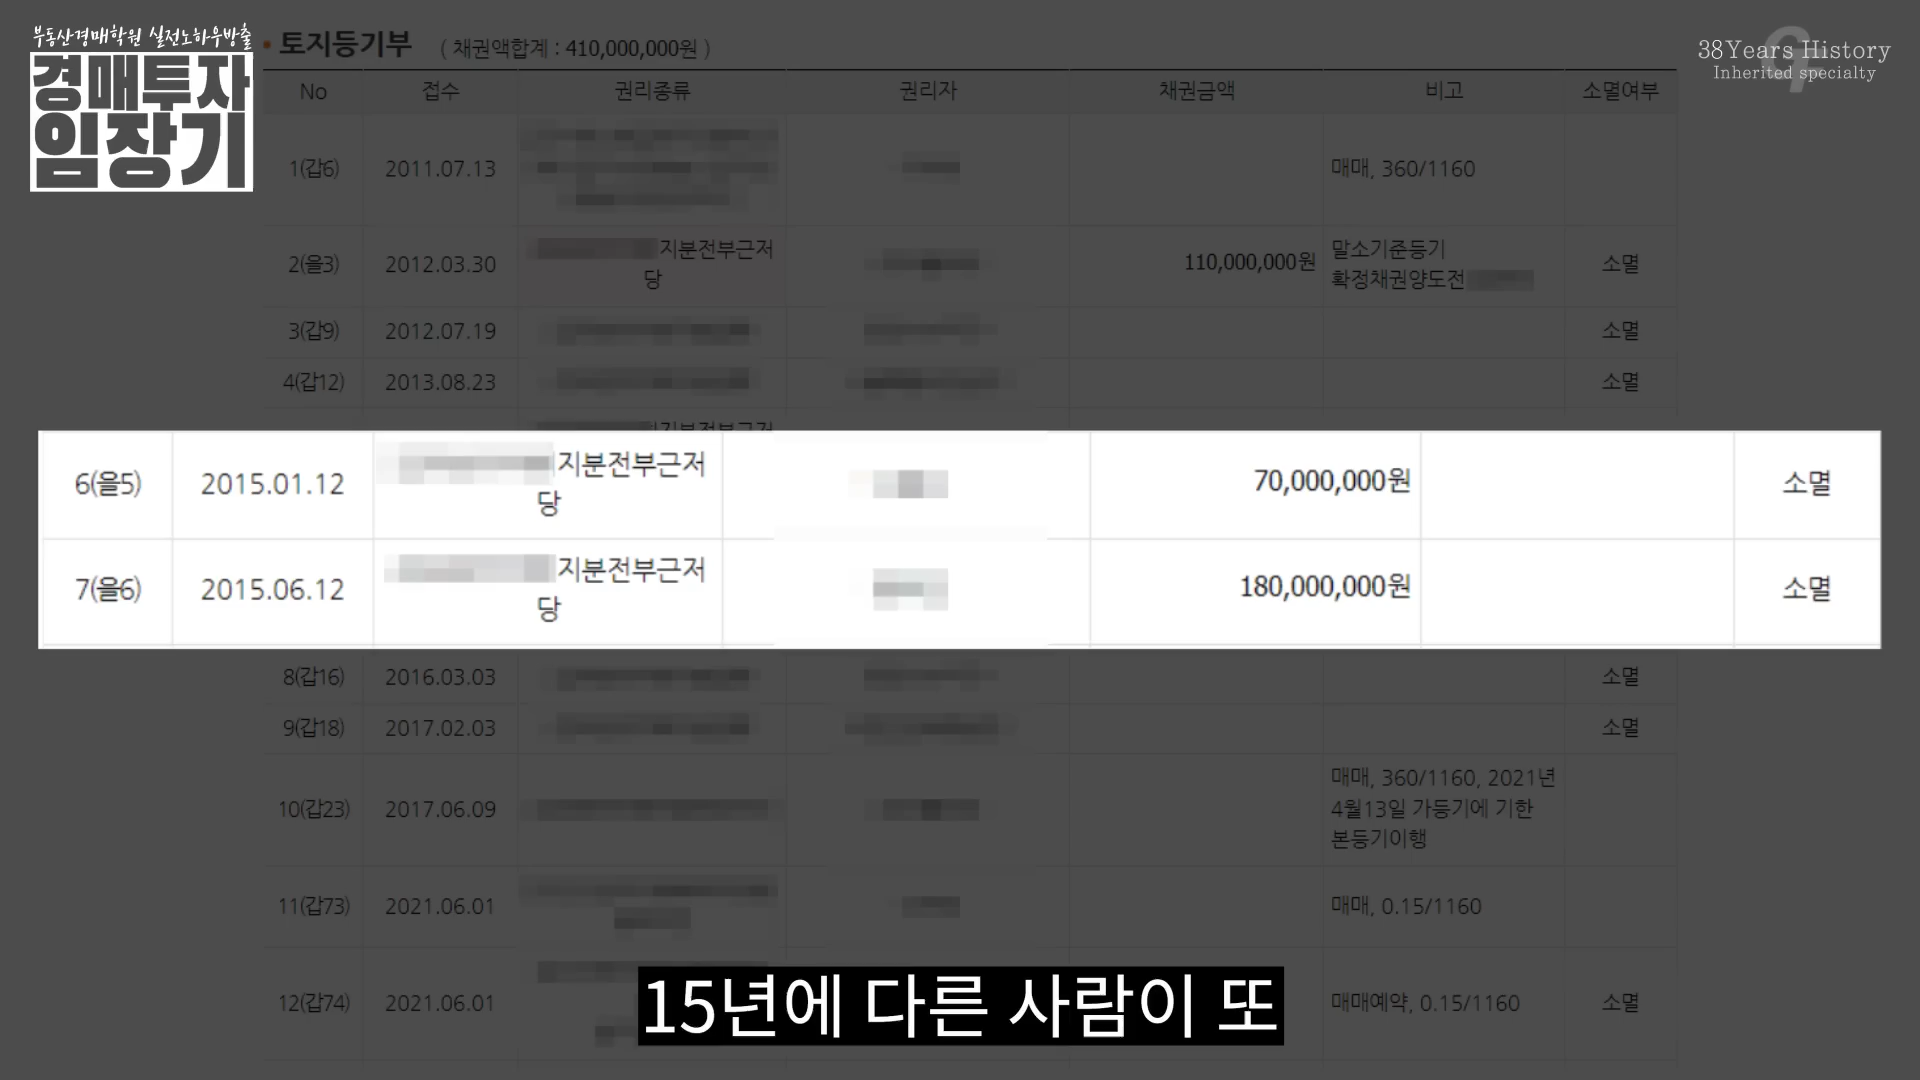 부동산경매학원 실전노하우방출
경매투자
임장기
38Years History
Inherited specialty
토지등기부 ( 채권액합계 : 410,000,000원 )
No 접수 권리종류 권리자 채권금액 비고 소멸여부
1(갑6) 2011.07.13 매매, 360/1160
2(을3) 2012.03.30 지분전부근저당 110,000,000원 말소기준등기 확정채권양도전 소멸
3(갑9) 2012.07.19 소멸
4(갑12) 2013.08.23 소멸
6(을5) 2015.01.12 지분전부근저당 70,000,000원 소멸
7(을6) 2015.06.12 지분전부근저당 180,000,000원 소멸
8(갑16) 2016.03.03 소멸
9(갑18) 2017.02.03 소멸
10(갑23) 2017.06.09 매매, 360/1160, 2021년 4월13일 가등기에 기한 본등기이행
11(갑73) 2021.06.01 매매, 0.15/1160
12(갑74) 2021.06.01 매매예약, 0.15/1160 소멸
15년에 다른 사람이 또